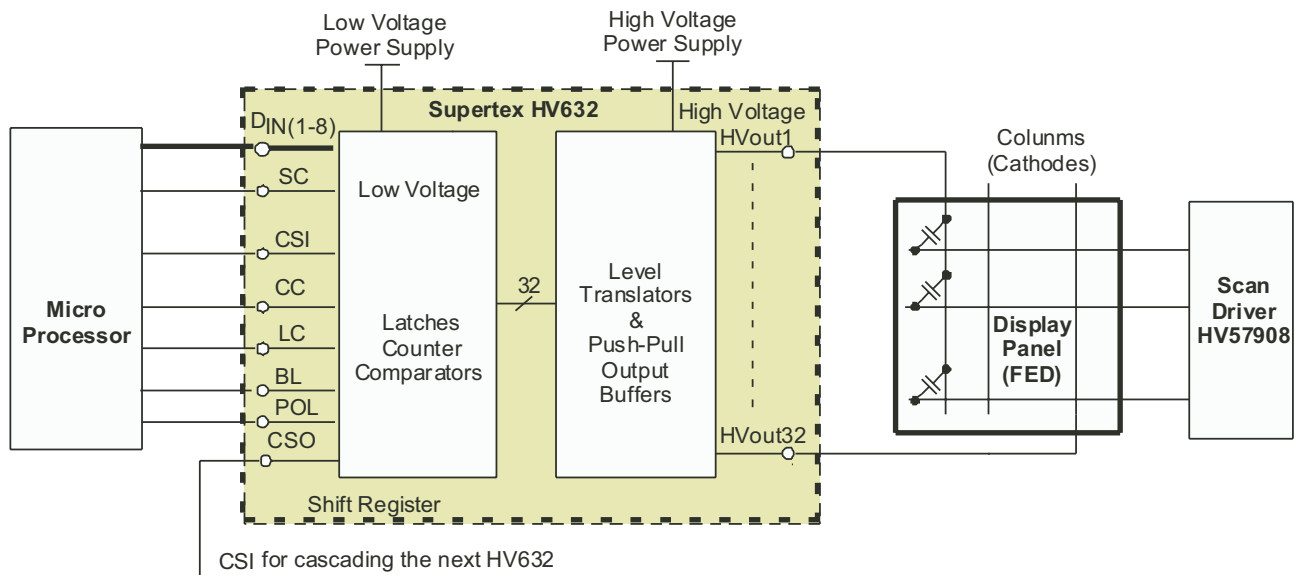 Low Voltage
Power Supply
High Voltage
Power Supply
Supertex HV632
High Voltage
DIN(1-8)
SC
CSI
CC
LC
BL
POL
CSO
Low Voltage
Latches
Counter
Comparators
32
Level
Translators
&
Push-Pull
Output
Buffers
HVout1
HVout32
Shift Register
Micro
Processor
Colunms
(Cathodes)
Display
Panel
(FED)
Scan
Driver
HV57908
CSI for cascading the next HV632